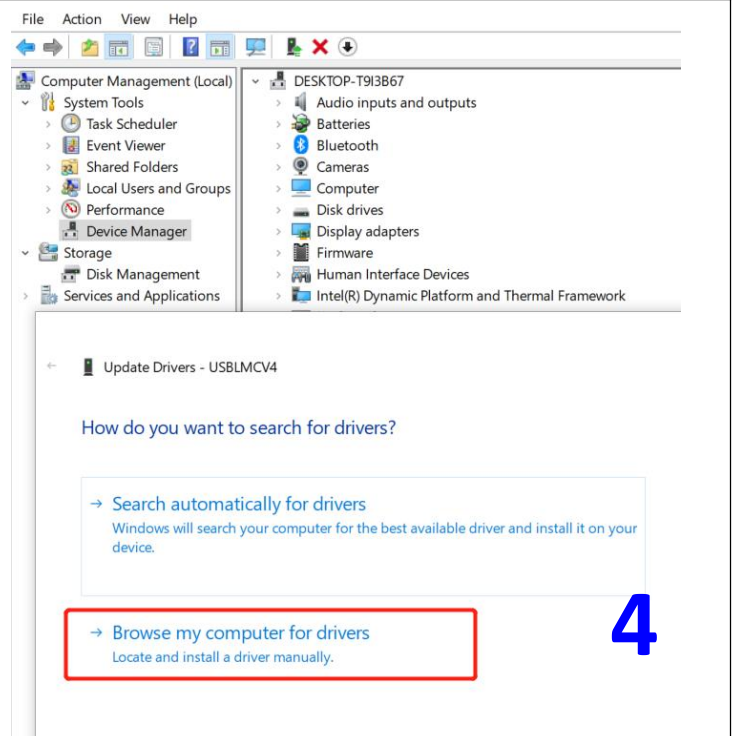 File Action View Help
Computer Management (Local)
System Tools
Task Scheduler
Event Viewer
Shared Folders
Local Users and Groups
Performance
Device Manager
Storage
Disk Management
Services and Applications
DESKTOP-T9I3B67
Audio inputs and outputs
Batteries
Bluetooth
Cameras
Computer
Disk drives
Display adapters
Firmware
Human Interface Devices
Intel(R) Dynamic Platform and Thermal Framework
Update Drivers - USBLMCV4
How do you want to search for drivers?
Search automatically for drivers
Windows will search your computer for the best available driver and install it on your
device.
Browse my computer for drivers
Locate and install a driver manually.
4